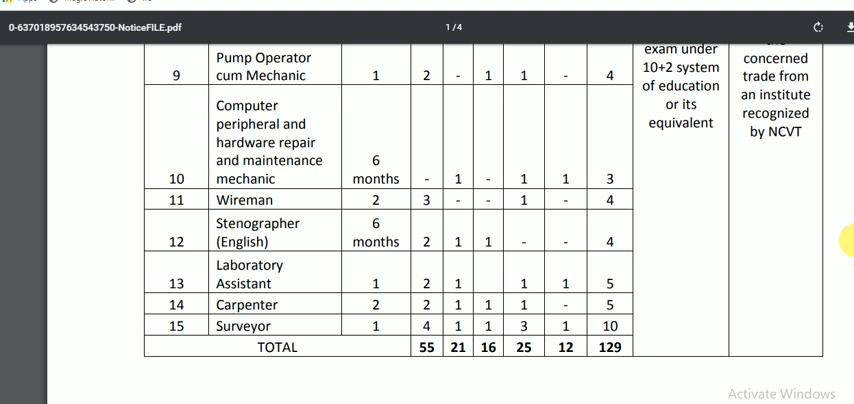 0-637018957634543750-NoticeFILE.pdf
1 / 4
exam under
10+2 system
of education
or its
equivalent
concerned
trade from
an institute
recognized
by NCVT
9 Pump Operator cum Mechanic 1 2 - 1 1 - 4
10 Computer peripheral and hardware repair and maintenance mechanic 6 months - 1 - 1 1 3
11 Wireman 2 3 - - 1 - 4
12 Stenographer (English) 6 months 2 1 1 - - 4
13 Laboratory Assistant 1 2 1 1 1 5
14 Carpenter 2 2 1 1 1 - 5
15 Surveyor 1 4 1 1 3 1 10
TOTAL 55 21 16 25 12 129
Activate Windows